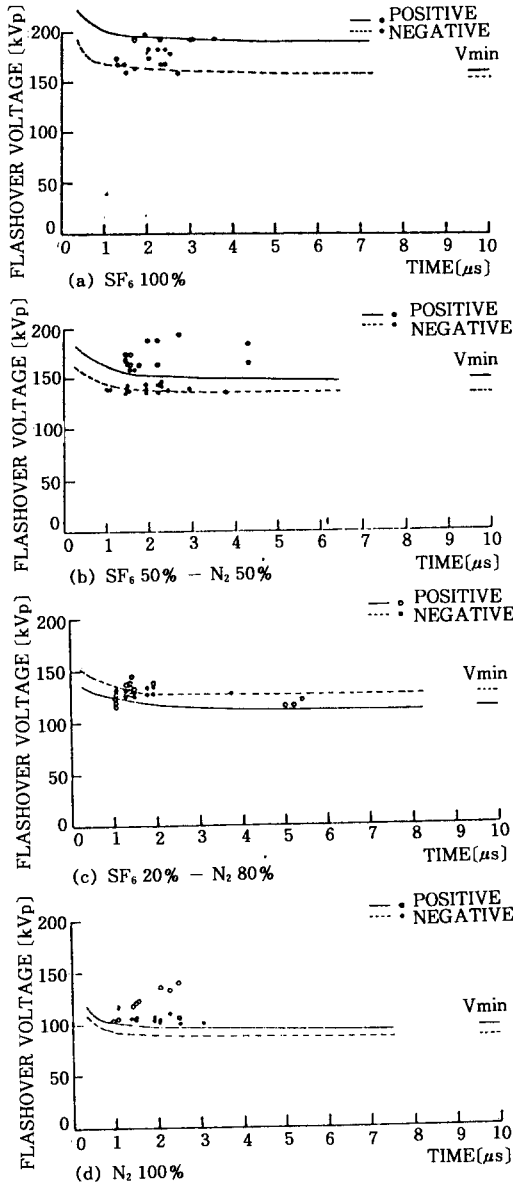 FLASHOVER VOLTAGE [kVp]
200
150
100
50
0
POSITIVE
NEGATIVE
Vmin
0 1 2 3 4 5 6 7 8 9 10
TIME[μs]
(a) SF₆ 100%
FLASHOVER VOLTAGE [kVp]
200
150
100
50
0
POSITIVE
NEGATIVE
Vmin
0 1 2 3 4 5 6 7 8 9 10
TIME[μs]
(b) SF₆ 50% – N₂ 50%
FLASHOVER VOLTAGE [kVp]
200
150
100
50
0
POSITIVE
NEGATIVE
Vmin
0 1 2 3 4 5 6 7 8 9 10
TIME[μs]
(c) SF₆ 20% – N₂ 80%
FLASHOVER VOLTAGE [kVp]
200
150
100
50
0
POSITIVE
NEGATIVE
Vmin
0 1 2 3 4 5 6 7 8 9 10
TIME[μs]
(d) N₂ 100%